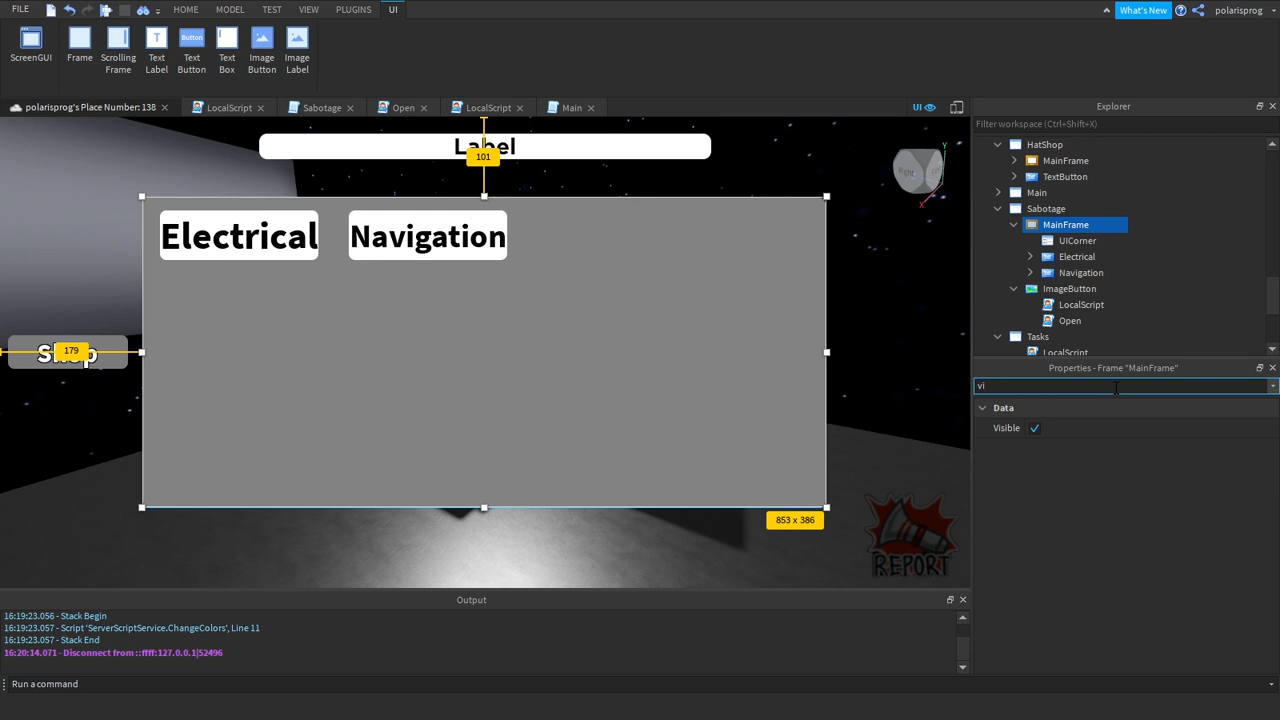 FILE
HOME
MODEL
TEST
VIEW
PLUGINS
UI
What's New
polarisprog
ScreenGUI
Frame
Scrolling Frame
Text Label
Text Button
Text Box
Image Button
Image Label
T
Button
polarisprog's Place Number: 138
LocalScript
Sabotage
Open
LocalScript
Main
UI
Label
101
Y
Right
X
Electrical
Navigation
Shop
179
853 x 386
REPORT
Explorer
Filter workspace (Ctrl+Shift+X)
HatShop
MainFrame
TextButton
Main
Sabotage
MainFrame
UICorner
Electrical
Navigation
ImageButton
LocalScript
Open
Tasks
LocalScript
Properties - Frame "MainFrame"
vi
Data
Visible
Output
16:19:23.056 - Stack Begin
16:19:23.057 - Script 'ServerScriptService.ChangeColors', Line 11
16:19:23.057 - Stack End
16:20:14.071 - Disconnect from ::ffff:127.0.0.1|52496
Run a command